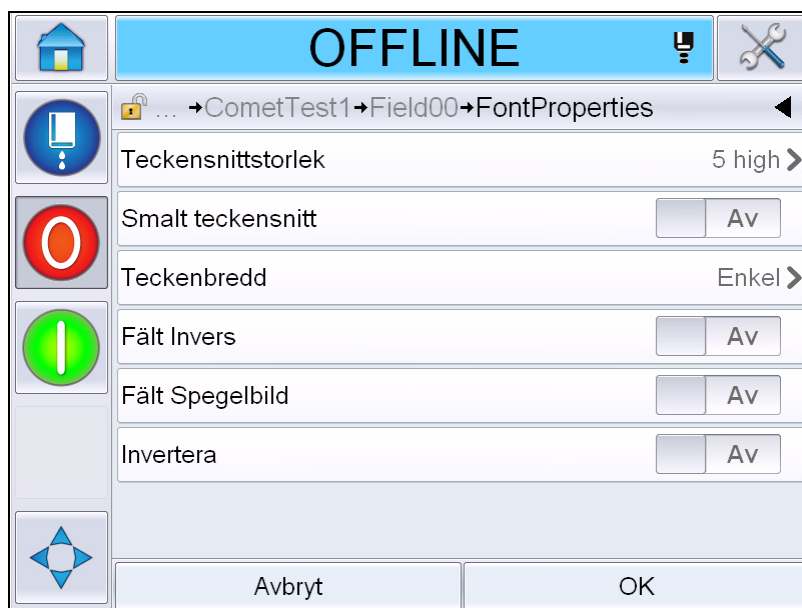 OFFLINE
... →CometTest1→Field00→FontProperties
Teckensnittstorlek 5 high
Smalt teckensnitt Av
Teckenbredd Enkel
Fält Invers Av
Fält Spegelbild Av
Invertera Av
Avbryt OK